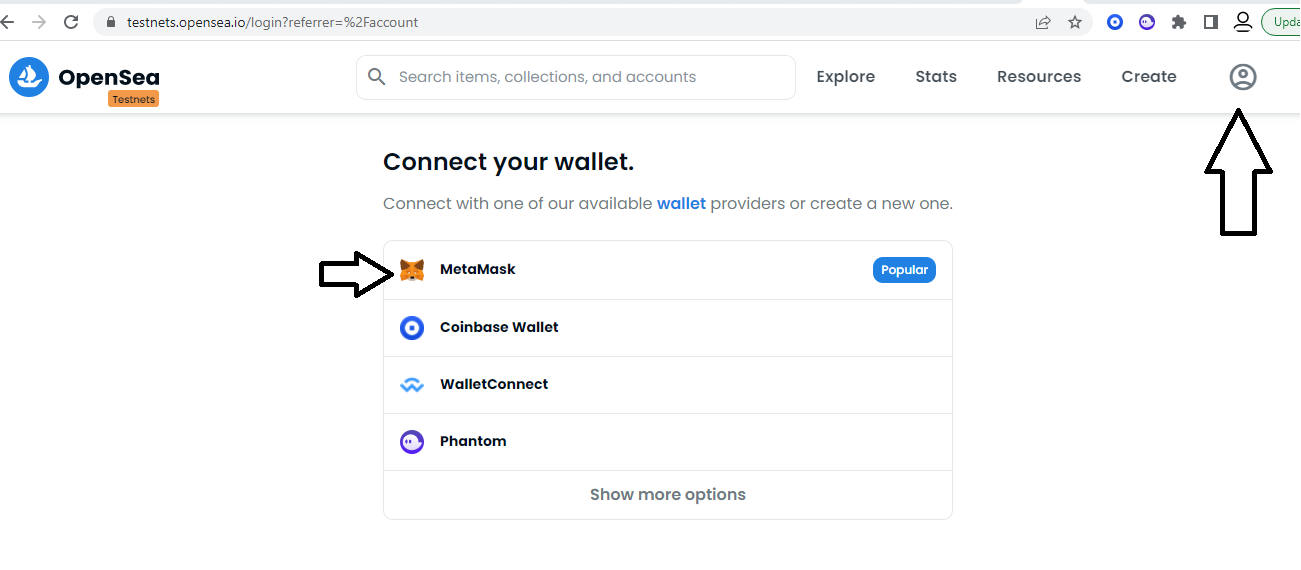 testnets.opensea.io/login?referrer=%2Faccount
Upda
OpenSea
Testnets
Search items, collections, and accounts
Explore
Stats
Resources
Create
Connect your wallet.
Connect with one of our available wallet providers or create a new one.
MetaMask
Popular
Coinbase Wallet
WalletConnect
Phantom
Show more options